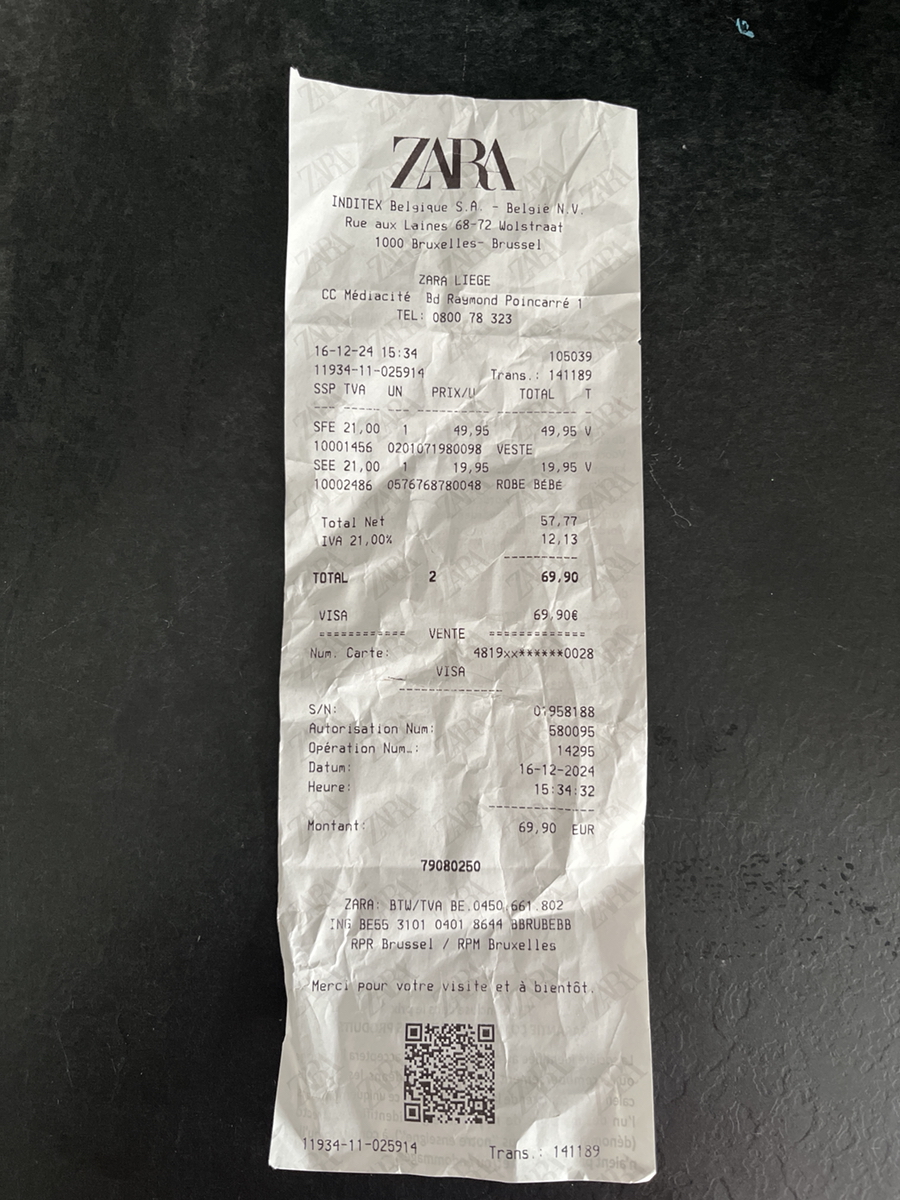 ZARA
INDITEX Belgique S.A. - België N.V.
Rue aux Laines 68-72 Wolstraat
1000 Bruxelles- Brussel
ZARA LIEGE
CC Médiacité Bd Raymond Poincarré 1
TEL: 0800 78 323
16-12-24 15:34 105039
11934-11-025914 Trans.: 141189
SSP TVA UN PRIX/U TOTAL T
SFE 21,00 1 49,95 49,95 V
10001456 0201071980098 VESTE
SEE 21,00 1 19,95 19,95 V
10002486 0576768780048 ROBE BÉBÉ
Total Net 57,77
IVA 21,00% 12,13
TOTAL 2 69,90
VISA 69,90€
============ VENTE ============
Num. Carte: 4819xx******0028
VISA
S/N: 01958188
Autorisation Num: 580095
Opération Num.: 14295
Datum: 16-12-2024
Heure: 15:34:32
Montant: 69,90 EUR
79080250
ZARA: BTW/TVA BE.0450.661.802
ING BE55 3101 0401 8644 BBRUBEBB
RPR Brussel / RPM Bruxelles
Merci pour votre visite et à bientôt.
11934-11-025914 Trans.: 141189